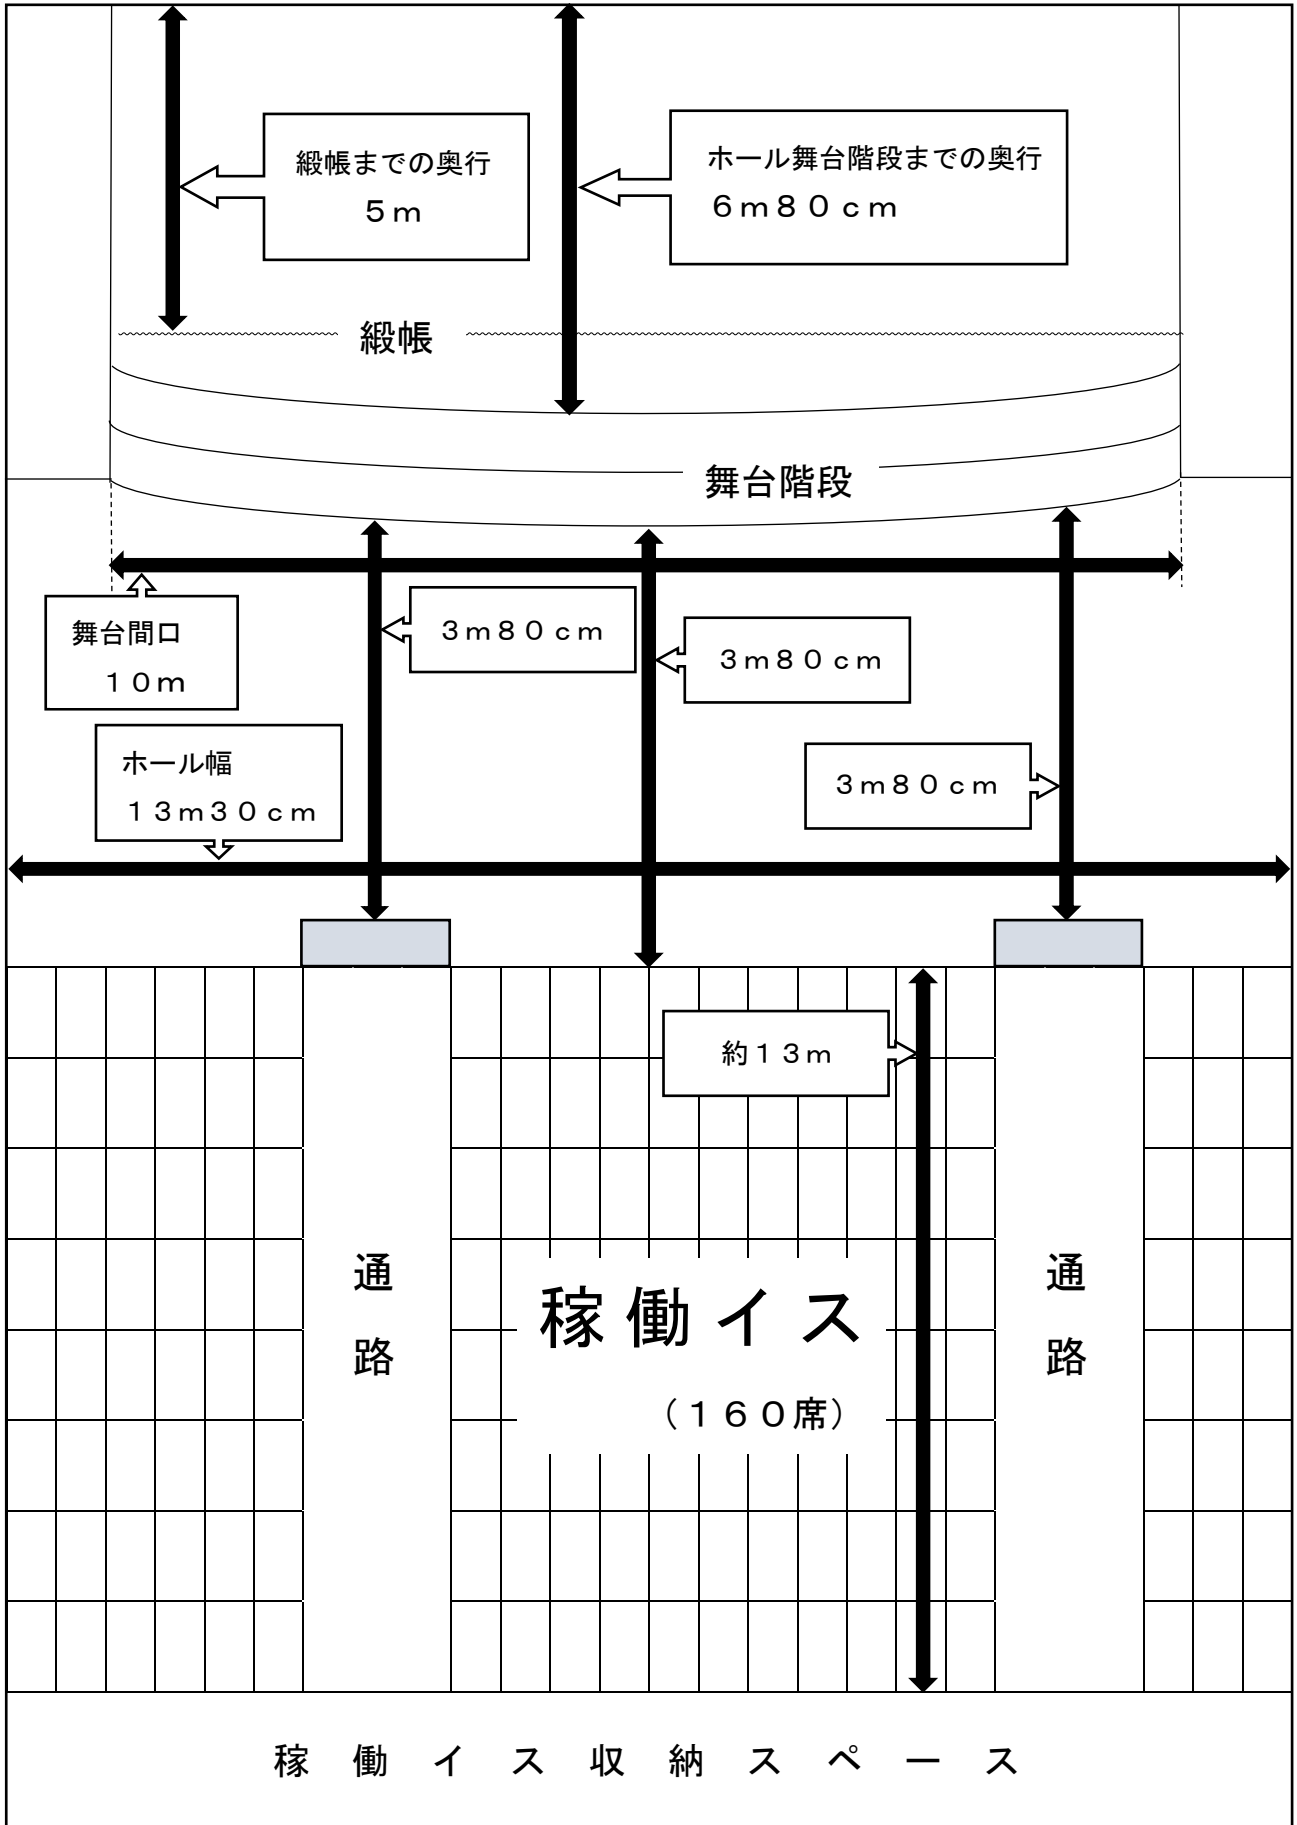 緞帳までの奥行
５ｍ
ホール舞台階段までの奥行
６ｍ８０ｃｍ
緞帳
舞台階段
舞台間口
１０ｍ
３ｍ８０ｃｍ
３ｍ８０ｃｍ
ホール幅
１３ｍ３０ｃｍ
３ｍ８０ｃｍ
約１３ｍ
通路
稼働イス
（１６０席）
通路
稼働イス収納スペース